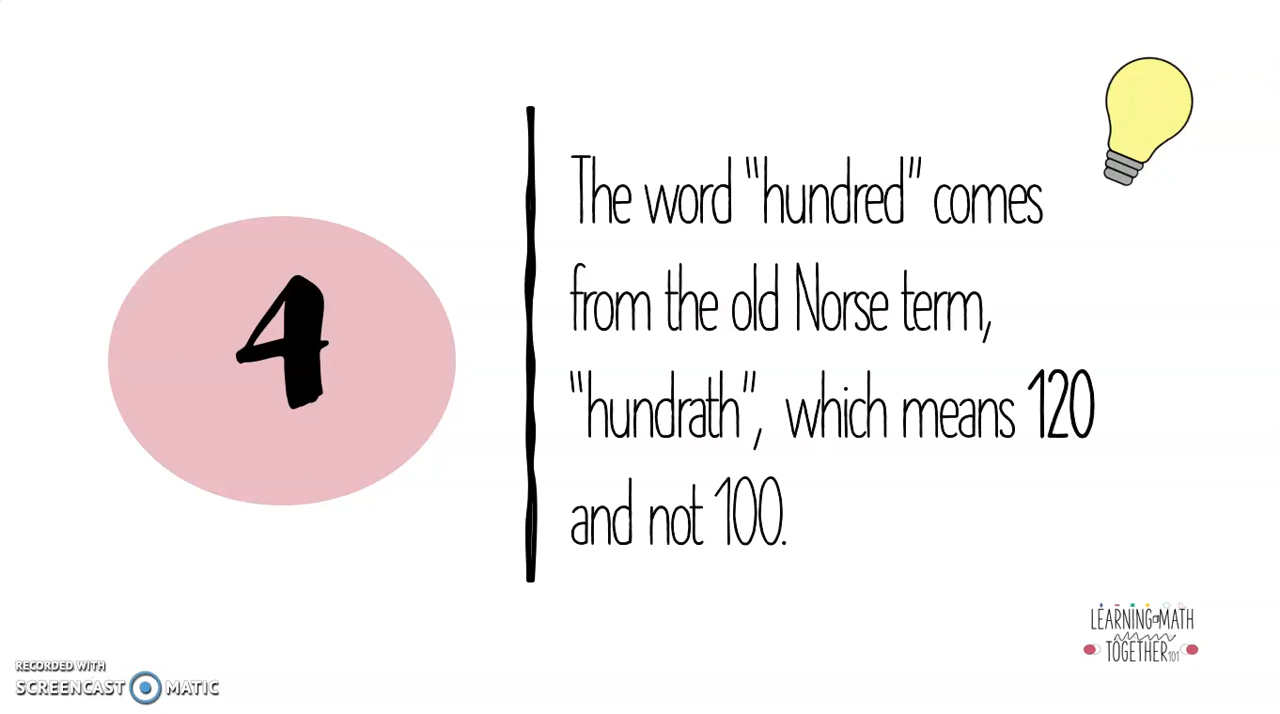 4
The word "hundred" comes
from the old Norse term,
"hundrath", which means 120
and not 100.
LEARNING MATH
TOGETHER101
RECORDED WITH
SCREENCAST MATIC